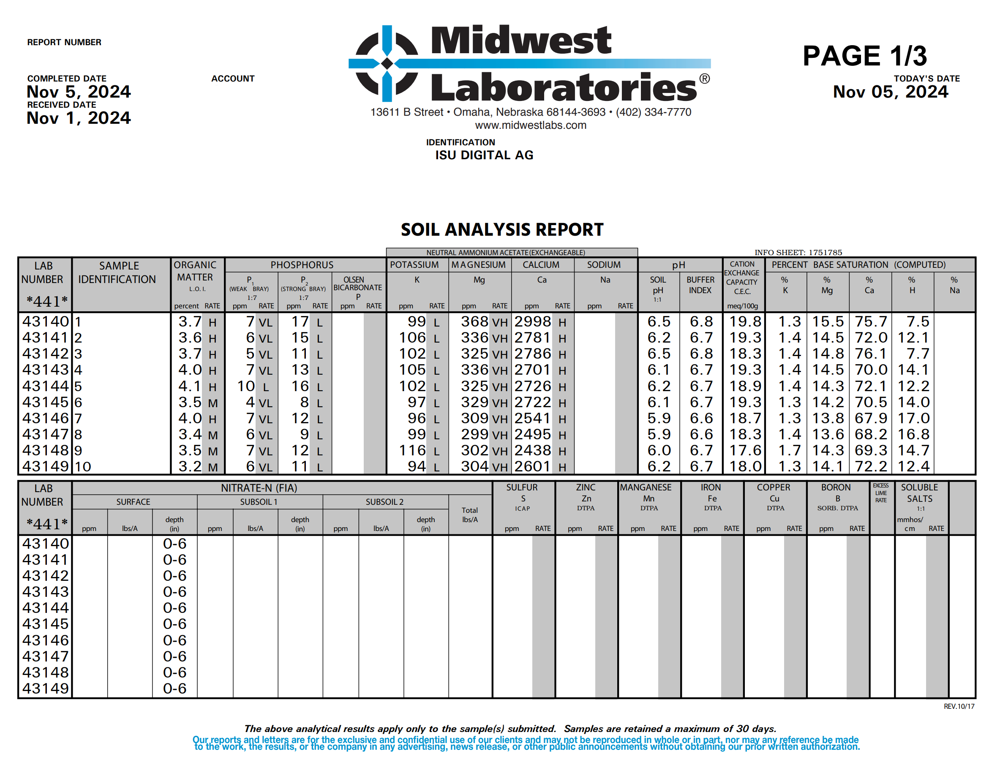 REPORT NUMBER
COMPLETED DATE
Nov 5, 2024
RECEIVED DATE
Nov 1, 2024
ACCOUNT
Midwest
Laboratories®
13611 B Street • Omaha, Nebraska 68144-3693 • (402) 334-7770
www.midwestlabs.com
PAGE 1/3
TODAY'S DATE
Nov 05, 2024
IDENTIFICATION
ISU DIGITAL AG
SOIL ANALYSIS REPORT
NEUTRAL AMMONIUM ACETATE (EXCHANGEABLE)
INFO SHEET: 1751785
LAB NUMBER *441*
SAMPLE IDENTIFICATION
ORGANIC MATTER L.O.I. percent RATE
PHOSPHORUS
P1 (WEAK BRAY) 1:7 ppm RATE
P2 (STRONG BRAY) 1:7 ppm RATE
OLSEN BICARBONATE P ppm RATE
POTASSIUM K ppm RATE
MAGNESIUM Mg ppm RATE
CALCIUM Ca ppm RATE
SODIUM Na ppm RATE
pH
SOIL pH 1:1
BUFFER INDEX
CATION EXCHANGE CAPACITY C.E.C. meq/100g
PERCENT BASE SATURATION (COMPUTED)
% K
% Mg
% Ca
% H
% Na
43140 1 3.7 H 7 VL 17 L 99 L 368 VH 2998 H 6.5 6.8 19.8 1.3 15.5 75.7 7.5
43141 2 3.6 H 6 VL 15 L 106 L 336 VH 2781 H 6.2 6.7 19.3 1.4 14.5 72.0 12.1
43142 3 3.7 H 5 VL 11 L 102 L 325 VH 2786 H 6.5 6.8 18.3 1.4 14.8 76.1 7.7
43143 4 4.0 H 7 VL 13 L 105 L 336 VH 2701 H 6.1 6.7 19.3 1.4 14.5 70.0 14.1
43144 5 4.1 H 10 L 16 L 102 L 325 VH 2726 H 6.2 6.7 18.9 1.4 14.3 72.1 12.2
43145 6 3.5 M 4 VL 8 L 97 L 329 VH 2722 H 6.1 6.7 19.3 1.3 14.2 70.5 14.0
43146 7 4.0 H 7 VL 12 L 96 L 309 VH 2541 H 5.9 6.6 18.7 1.3 13.8 67.9 17.0
43147 8 3.4 M 6 VL 9 L 99 L 299 VH 2495 H 5.9 6.6 18.3 1.4 13.6 68.2 16.8
43148 9 3.5 M 7 VL 12 L 116 L 302 VH 2438 H 6.0 6.7 17.6 1.7 14.3 69.3 14.7
43149 10 3.2 M 6 VL 11 L 94 L 304 VH 2601 H 6.2 6.7 18.0 1.3 14.1 72.2 12.4
LAB NUMBER *441*
NITRATE-N (FIA)
SURFACE ppm lbs/A depth (in)
SUBSOIL 1 ppm lbs/A depth (in)
SUBSOIL 2 ppm lbs/A depth (in)
Total lbs/A
SULFUR S ICAP ppm RATE
ZINC Zn DTPA ppm RATE
MANGANESE Mn DTPA ppm RATE
IRON Fe DTPA ppm RATE
COPPER Cu DTPA ppm RATE
BORON B SORB. DTPA ppm RATE
EXCESS LIME RATE
SOLUBLE SALTS 1:1 mmhos/ cm RATE
43140 0-6
43141 0-6
43142 0-6
43143 0-6
43144 0-6
43145 0-6
43146 0-6
43147 0-6
43148 0-6
43149 0-6
REV.10/17
The above analytical results apply only to the sample(s) submitted. Samples are retained a maximum of 30 days.
Our reports and letters are for the exclusive and confidential use of our clients and may not be reproduced in whole or in part, nor may any reference be made
to the work, the results, or the company in any advertising, news release, or other public announcements without obtaining our prior written authorization.